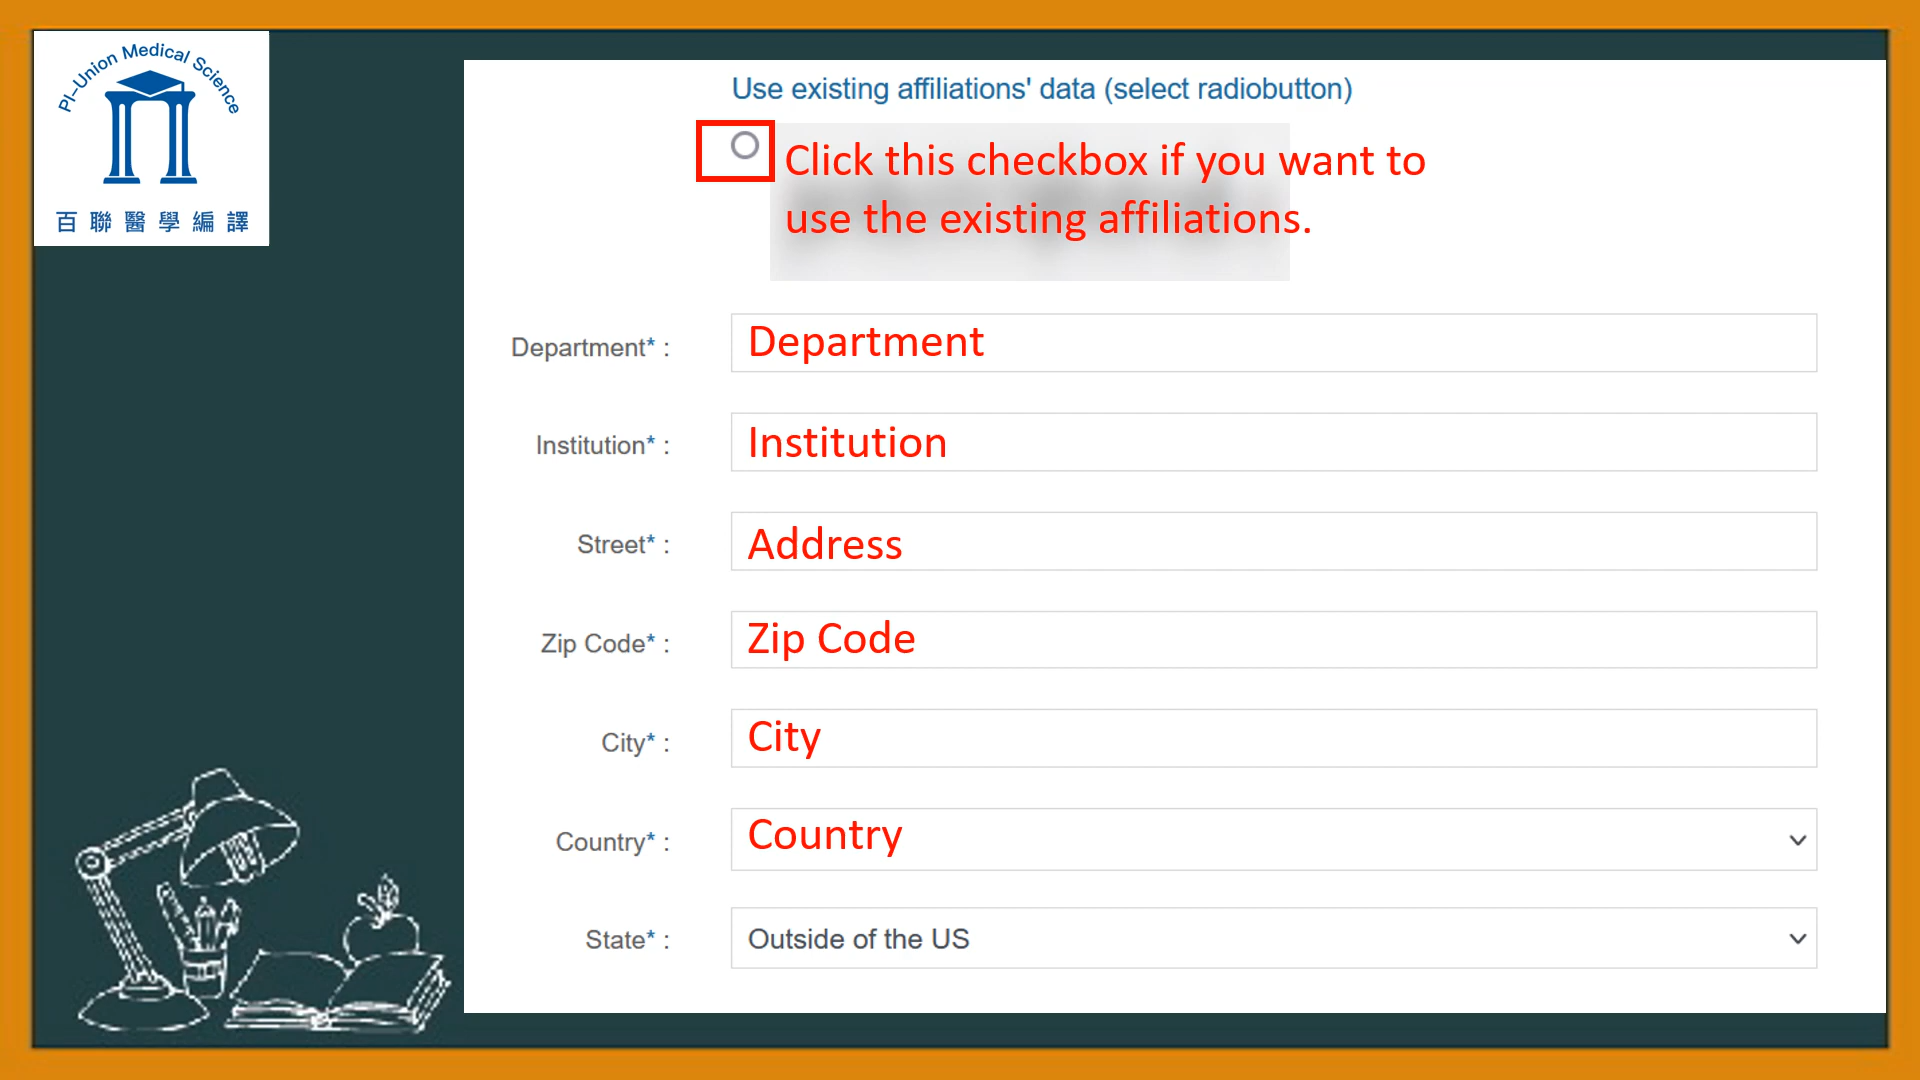 PI-Union Medical Science
百聯醫學編譯
Use existing affiliations' data (select radiobutton)
Click this checkbox if you want to
use the existing affiliations.
Department* : Department
Institution* : Institution
Street* : Address
Zip Code* : Zip Code
City* : City
Country* : Country
State* : Outside of the US